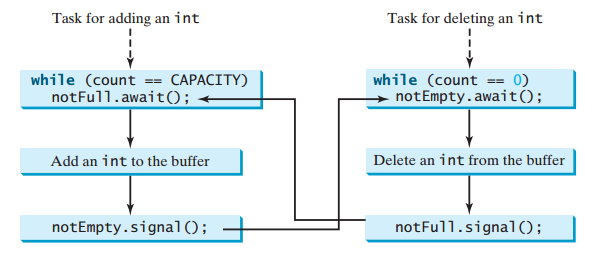 Task for adding an int
while (count == CAPACITY)
notFull.await();
Add an int to the buffer
notEmpty.signal();
Task for deleting an int
while (count == 0)
notEmpty.await();
Delete an int from the buffer
notFull.signal();